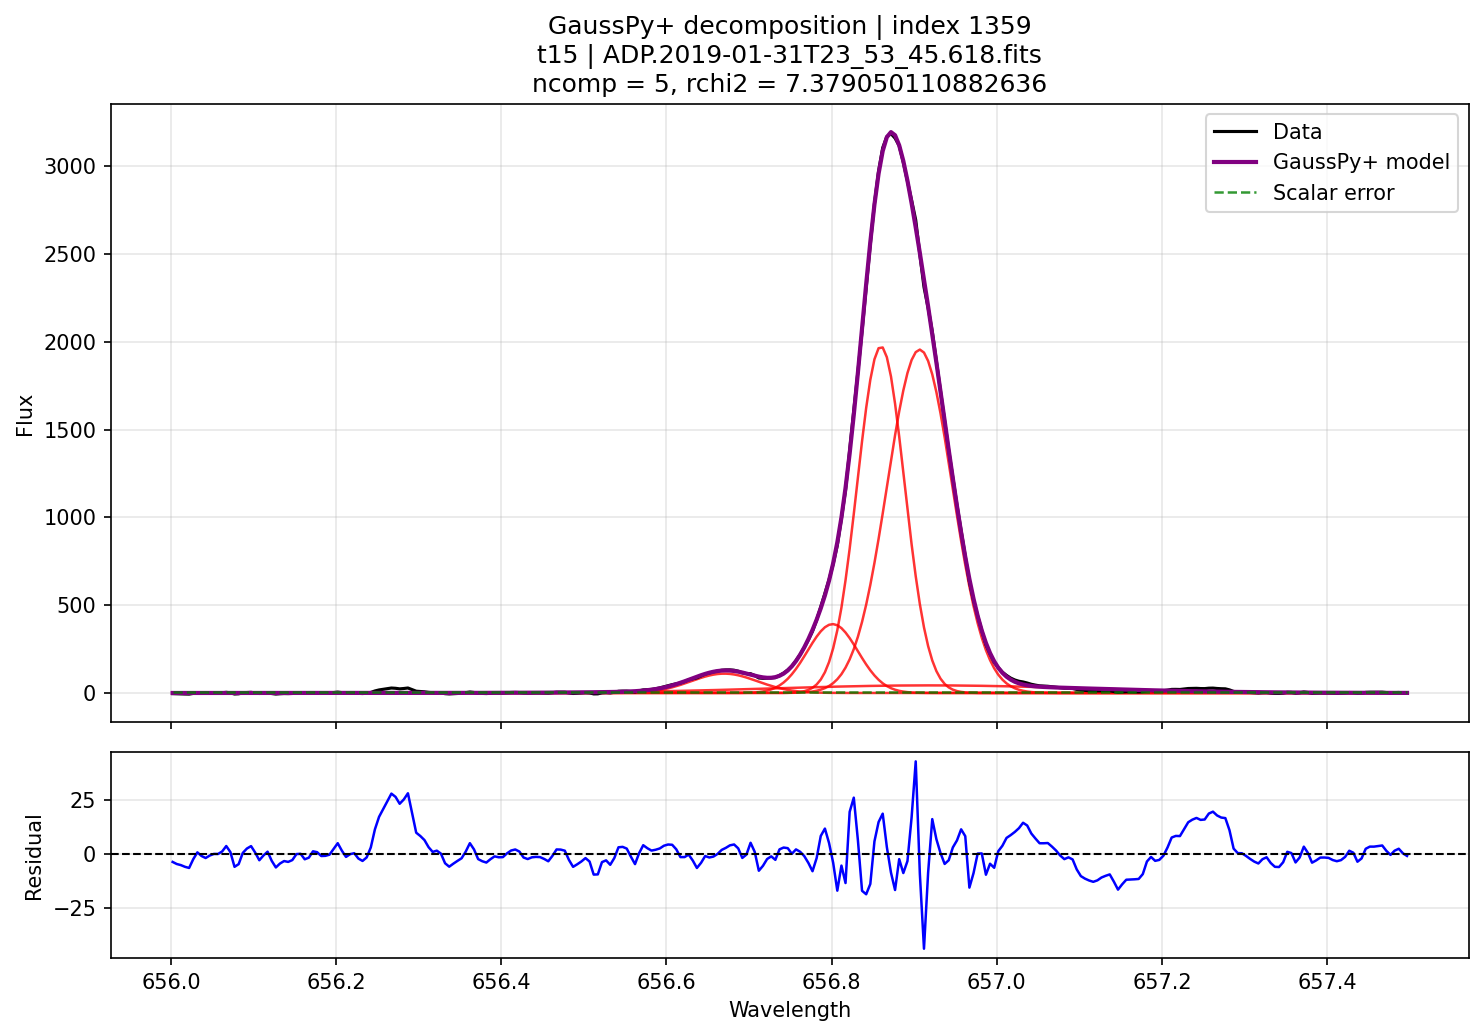 GaussPy+ decomposition | index 1359
t15 | ADP.2019-01-31T23_53_45.618.fits
ncomp = 5, rchi2 = 7.379050110882636
Data
GaussPy+ model
Scalar error
3000
2500
2000
1500
1000
500
0
Flux
25
0
−25
Residual
656.0
656.2
656.4
656.6
656.8
657.0
657.2
657.4
Wavelength